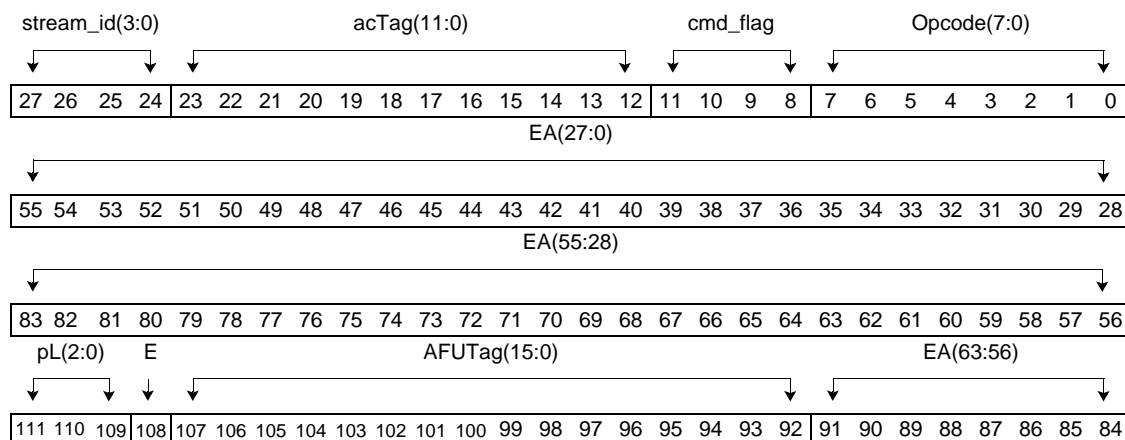 stream_id(3:0) acTag(11:0) cmd_flag Opcode(7:0)
27 26 25 24 23 22 21 20 19 18 17 16 15 14 13 12 11 10 9 8 7 6 5 4 3 2 1 0
EA(27:0)
55 54 53 52 51 50 49 48 47 46 45 44 43 42 41 40 39 38 37 36 35 34 33 32 31 30 29 28
EA(55:28)
83 82 81 80 79 78 77 76 75 74 73 72 71 70 69 68 67 66 65 64 63 62 61 60 59 58 57 56
pL(2:0) E AFUTag(15:0) EA(63:56)
111 110 109 108 107 106 105 104 103 102 101 100 99 98 97 96 95 94 93 92 91 90 89 88 87 86 85 84